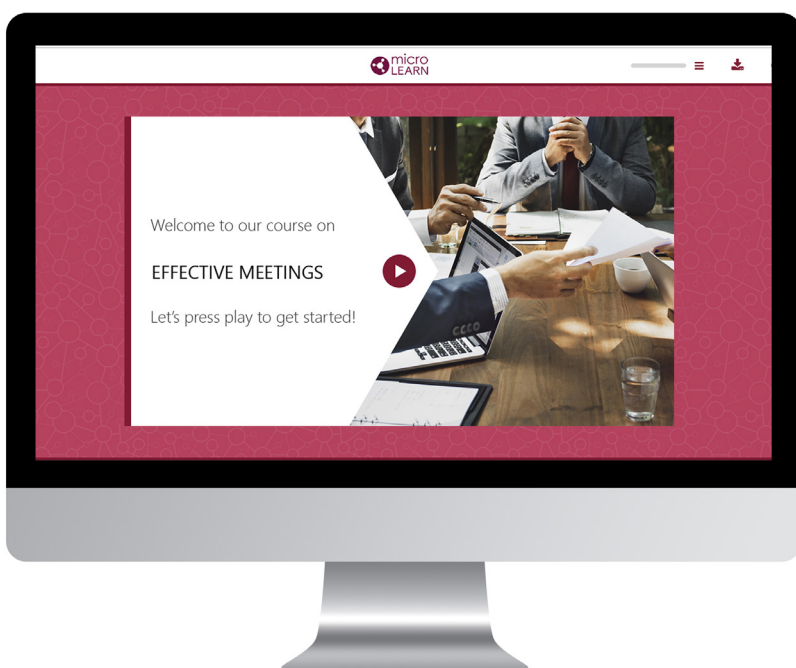 micro
LEARN
Welcome to our course on
EFFECTIVE MEETINGS
Let's press play to get started!